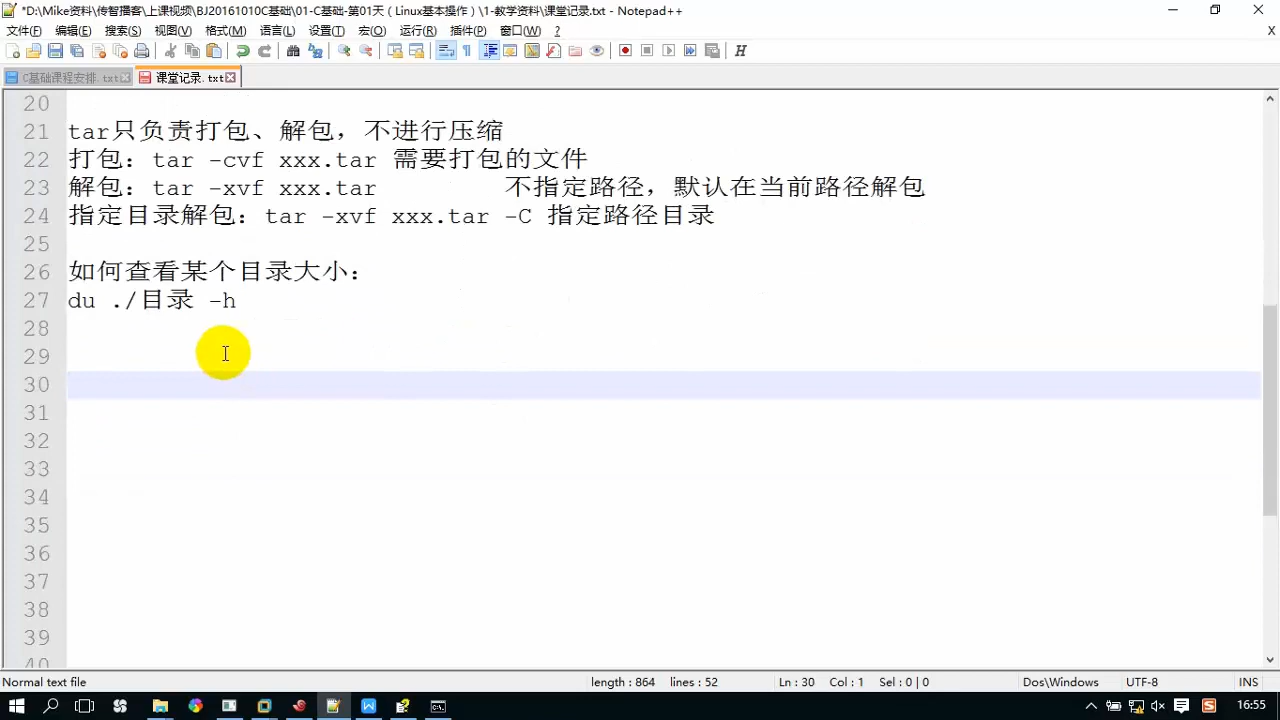 *D:\Mike资料\传智播客\上课视频\BJ20161010C基础\01-C基础-第01天（Linux基本操作）\1-教学资料\课堂记录.txt - Notepad++
文件(F) 编辑(E) 搜索(S) 视图(V) 格式(M) 语言(L) 设置(T) 宏(O) 运行(R) 插件(P) 窗口(W) ? X
C基础课程安排.txt 课堂记录.txt
20
21 tar只负责打包、解包，不进行压缩
22 打包：tar -cvf xxx.tar 需要打包的文件
23 解包：tar -xvf xxx.tar 不指定路径，默认在当前路径解包
24 指定目录解包：tar -xvf xxx.tar -C 指定路径目录
25
26 如何查看某个目录大小：
27 du ./目录 -h
28
29
30
31
32
33
34
35
36
37
38
39
40
Normal text file length : 864 lines : 52 Ln : 30 Col : 1 Sel : 0 | 0 Dos\Windows UTF-8 INS
16:55